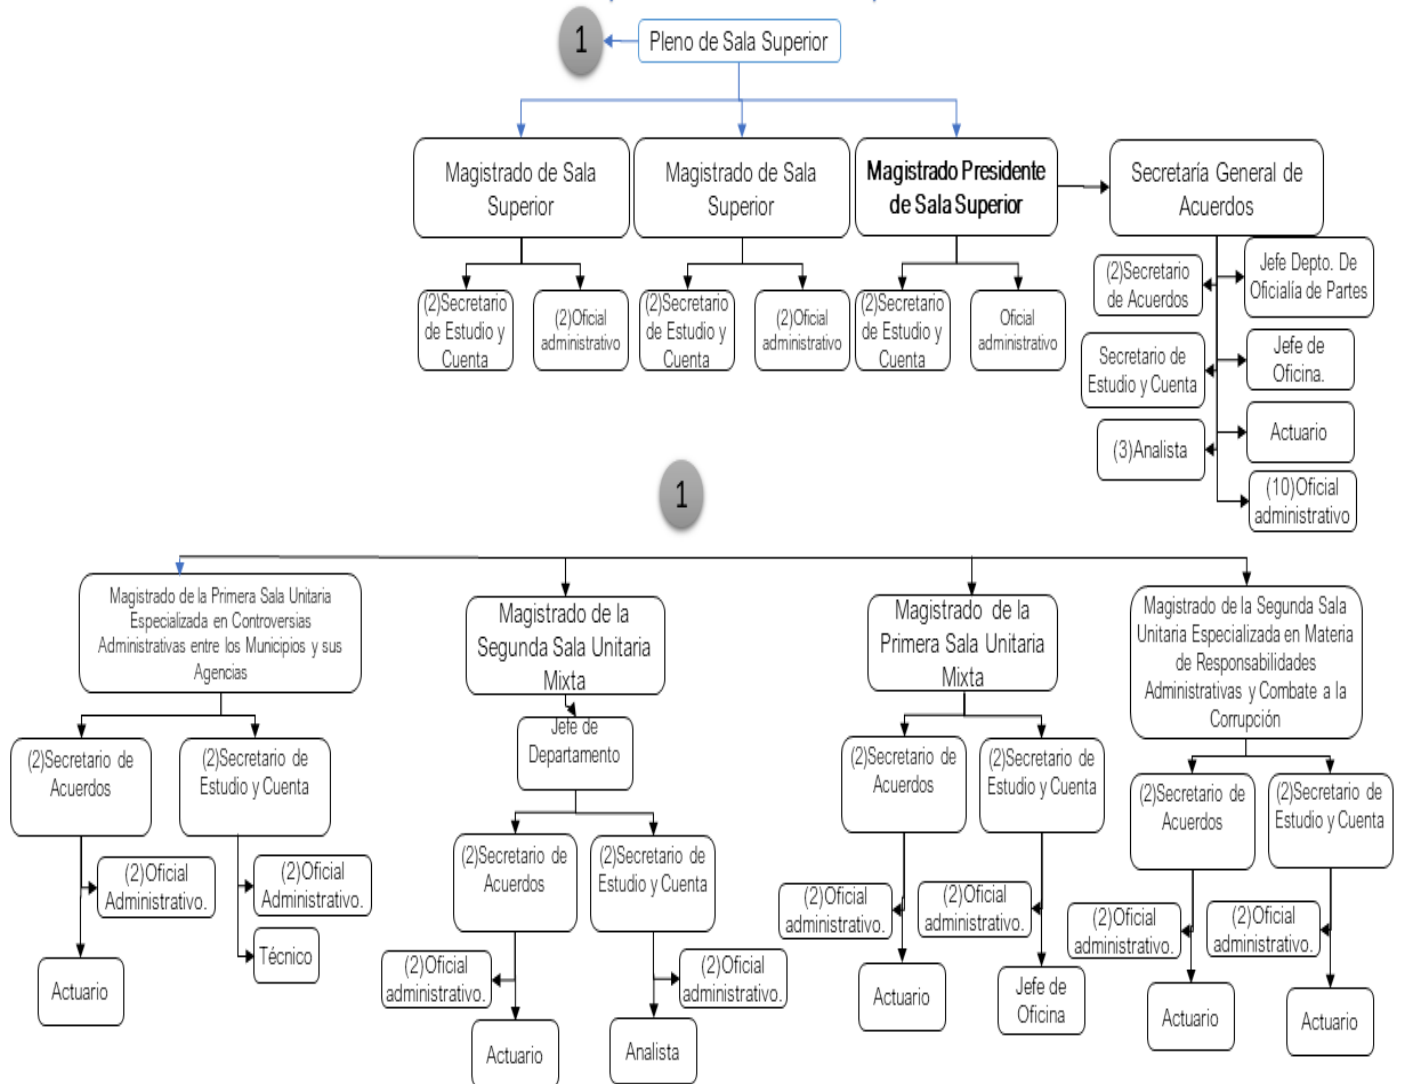 1
Pleno de Sala Superior
Magistrado de Sala
Superior
Magistrado de Sala
Superior
Magistrado Presidente
de Sala Superior
Secretaría General de
Acuerdos
(2)Secretario
de Estudio y
Cuenta
(2)Oficial
administrativo
(2)Secretario
de Estudio y
Cuenta
(2)Oficial
administrativo
(2)Secretario
de Estudio y
Cuenta
Oficial
administrativo
(2)Secretario
de Acuerdos
Jefe Depto. De
Oficialía de Partes
Secretario de
Estudio y Cuenta
Jefe de
Oficina.
(3)Analista
Actuario
(10)Oficial
administrativo
1
Magistrado de la Primera Sala Unitaria
Especializada en Controversias
Administrativas entre los Municipios y sus
Agencias
Magistrado de la
Segunda Sala Unitaria
Mixta
Magistrado de la
Primera Sala Unitaria
Mixta
Magistrado de la Segunda Sala
Unitaria Especializada en Materia
de Responsabilidades
Administrativas y Combate a la
Corrupción
(2)Secretario de
Acuerdos
(2)Secretario de
Estudio y Cuenta
(2)Oficial
Administrativo.
(2)Oficial
Administrativo.
Técnico
Actuario
Jefe de
Departamento
(2)Secretario de
Acuerdos
(2)Secretario de
Estudio y Cuenta
(2)Oficial
administrativo.
(2)Oficial
administrativo.
Actuario
Analista
(2)Secretario de
Acuerdos
(2)Secretario de
Estudio y Cuenta
(2)Oficial
administrativo.
(2)Oficial
administrativo.
Actuario
Jefe de
Oficina
(2)Secretario de
Acuerdos
(2)Secretario de
Estudio y Cuenta
(2)Oficial
administrativo.
(2)Oficial
administrativo.
Actuario
Actuario